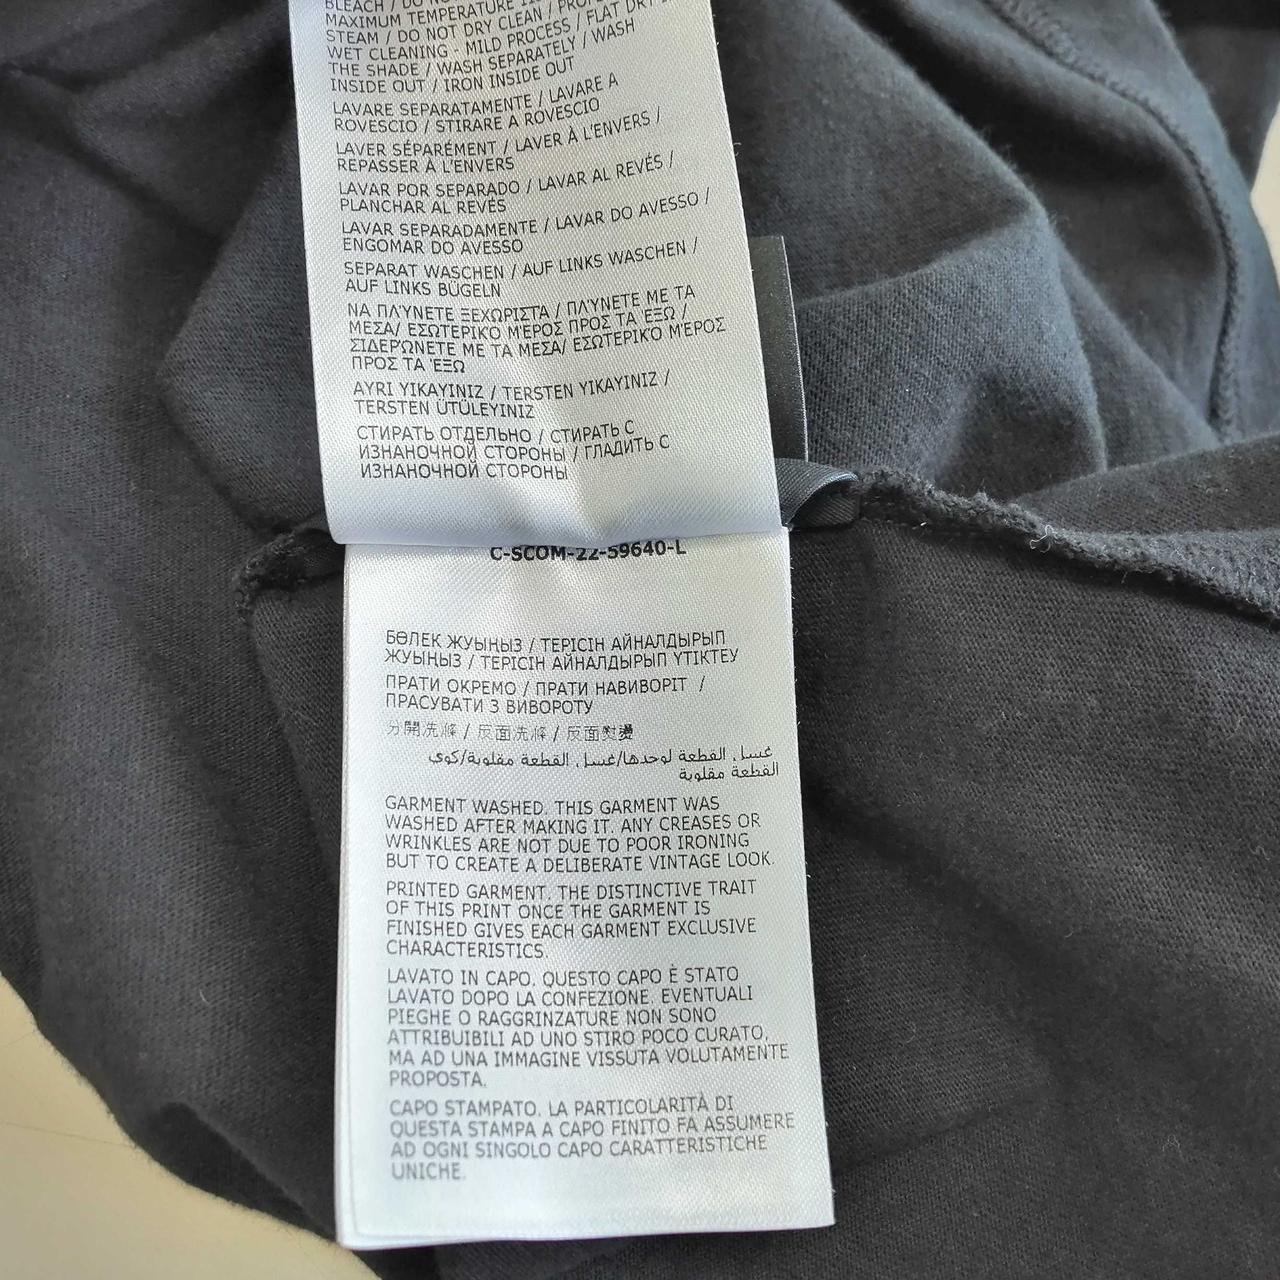 BLEACH / DO
MAXIMUM TEMPERATURE
STEAM / DO NOT DRY CLEAN /
WET CLEANING - MILD PROCESS / FLAT DRY
THE SHADE / WASH SEPARATELY / WASH
INSIDE OUT / IRON INSIDE OUT
LAVARE SEPARATAMENTE / LAVARE A
ROVESCIO / STIRARE A ROVESCIO
LAVER SÉPARÉMENT / LAVER À L'ENVERS /
REPASSER À L'ENVERS
LAVAR POR SEPARADO / LAVAR AL REVÉS /
PLANCHAR AL REVÉS
LAVAR SEPARADAMENTE / LAVAR DO AVESSO /
ENGOMAR DO AVESSO
SEPARAT WASCHEN / AUF LINKS WASCHEN /
AUF LINKS BÜGELN
ΝΑ ΠΛΎΝΕΤΕ ΞΕΧΩΡΙΣΤΑ / ΠΛΎΝΕΤΕ ΜΕ ΤΑ
ΜΕΣΑ/ ΕΣΩΤΕΡΙΚΟ ΜΈΡΟΣ ΠΡΟΣ ΤΑ ΈΞΩ /
ΣΙΔΕΡΏΝΕΤΕ ΜΕ ΤΑ ΜΕΣΑ/ ΕΣΩΤΕΡΙΚΟ ΜΈΡΟΣ
ΠΡΟΣ ΤΑ ΈΞΩ
AYRI YIKAYINIZ / TERSTEN YIKAYINIZ /
TERSTEN ÜTÜLEYINIZ
СТИРАТЬ ОТДЕЛЬНО / СТИРАТЬ С
ИЗНАНОЧНОЙ СТОРОНЫ / ГЛАДИТЬ С
ИЗНАНОЧНОЙ СТОРОНЫ
C-SCOM-22-59640-L
БӨЛЕК ЖУЫҢЫЗ / ТЕРІСІН АЙНАЛДЫРЫП
ЖУЫҢЫЗ / ТЕРІСІН АЙНАЛДЫРЫП ҮТІКТЕУ
ПРАТИ ОКРЕМО / ПРАТИ НАВИВОРІТ /
ПРАСУВАТИ З ВИВОРОТУ
分開洗滌 / 反面洗滌 / 反面熨燙
غسل القطعة لوحدها/غسل القطعة مقلوبة/كوي
القطعة مقلوبة
GARMENT WASHED. THIS GARMENT WAS
WASHED AFTER MAKING IT. ANY CREASES OR
WRINKLES ARE NOT DUE TO POOR IRONING
BUT TO CREATE A DELIBERATE VINTAGE LOOK.
PRINTED GARMENT. THE DISTINCTIVE TRAIT
OF THIS PRINT ONCE THE GARMENT IS
FINISHED GIVES EACH GARMENT EXCLUSIVE
CHARACTERISTICS.
LAVATO IN CAPO. QUESTO CAPO È STATO
LAVATO DOPO LA CONFEZIONE. EVENTUALI
PIEGHE O RAGGRINZATURE NON SONO
ATTRIBUIBILI AD UNO STIRO POCO CURATO,
MA AD UNA IMMAGINE VISSUTA VOLUTAMENTE
PROPOSTA.
CAPO STAMPATO. LA PARTICOLARITÀ DI
QUESTA STAMPA A CAPO FINITO FA ASSUMERE
AD OGNI SINGOLO CAPO CARATTERISTICHE
UNICHE.